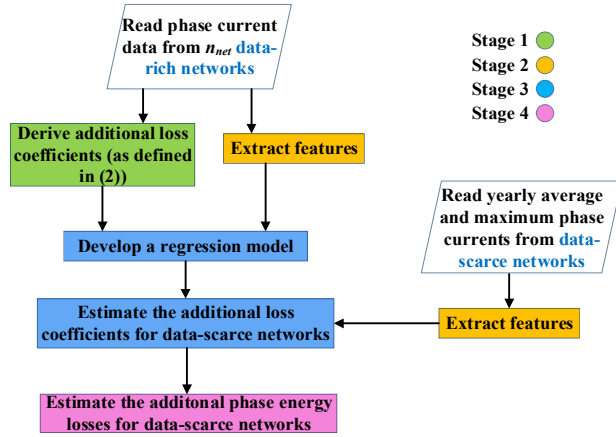 Read phase current
data from n_net data-
rich networks
Stage 1
Stage 2
Stage 3
Stage 4
Derive additional loss
coefficients (as defined
in (2))
Extract features
Read yearly average
and maximum phase
currents from data-
scarce networks
Develop a regression model
Estimate the additional loss
coefficients for data-scarce networks
Extract features
Estimate the additonal phase energy
losses for data-scarce networks